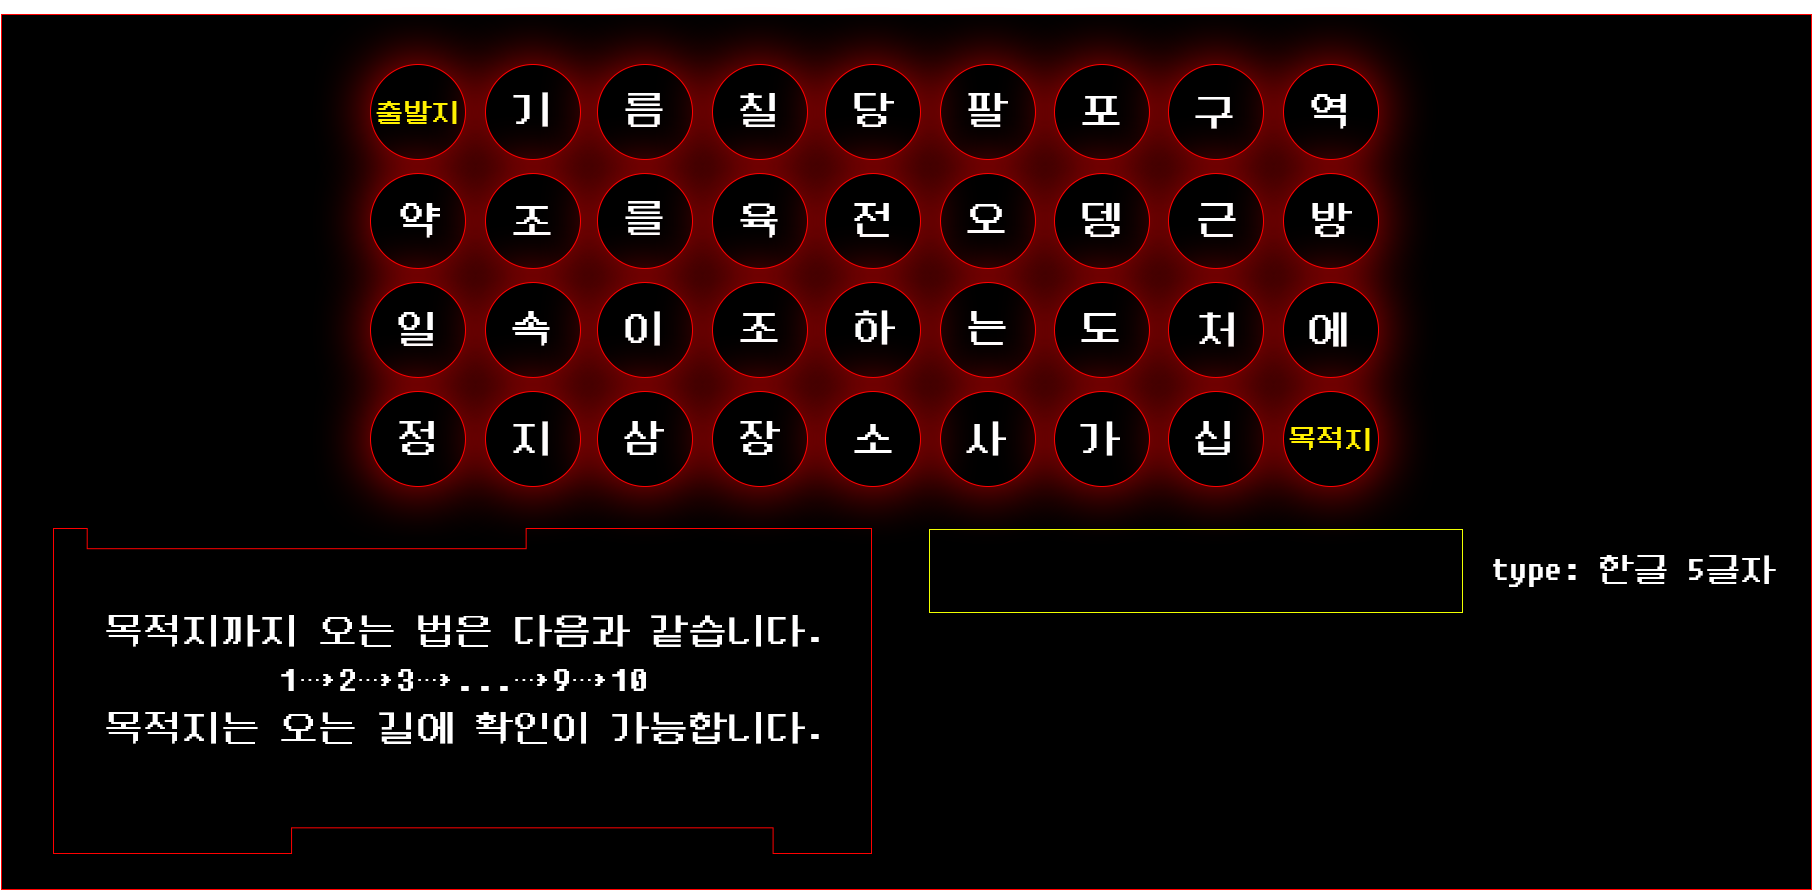 출발지 기 름 칠 당 팔 포 구 역
약 조 를 육 전 오 뎅 근 방
일 속 이 조 하 는 도 처 에
정 지 삼 장 소 사 가 십 목적지
목적지까지 오는 법은 다음과 같습니다.
1⇢2⇢3⇢...⇢9⇢10
목적지는 오는 길에 확인이 가능합니다.
type: 한글 5글자